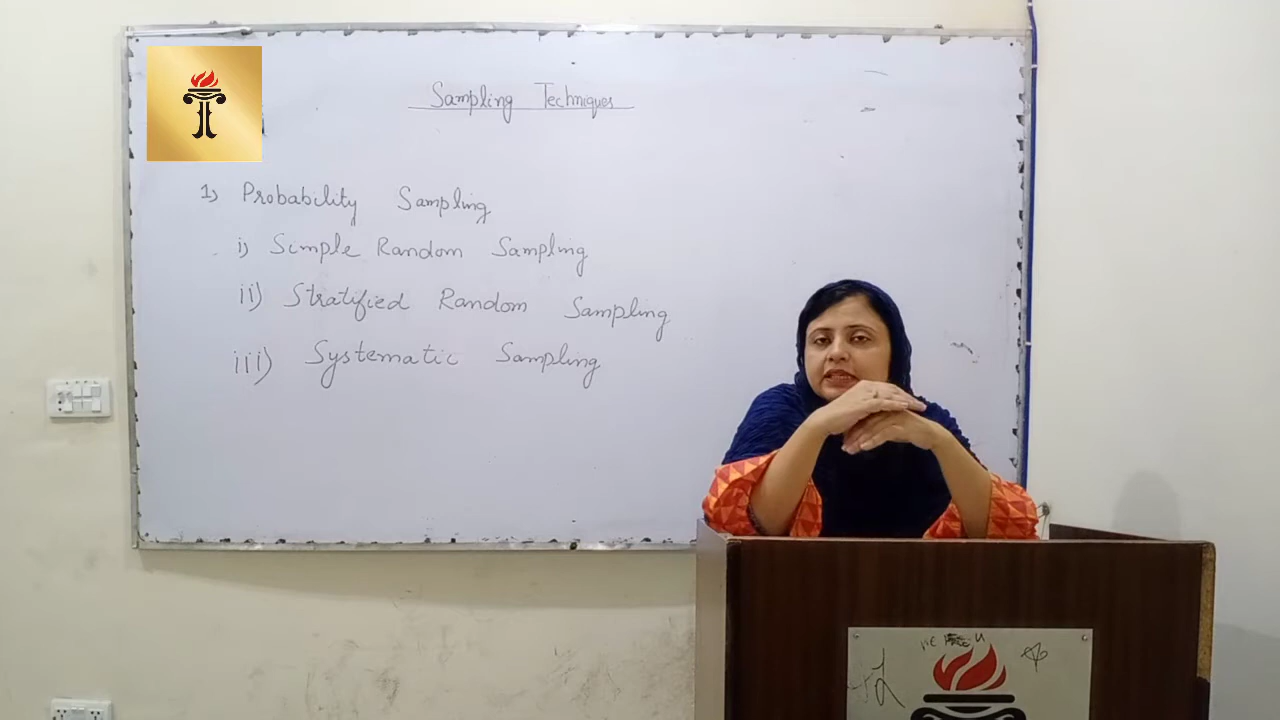 Sampling Techniques
1) Probability Sampling
i) Simple Random Sampling
ii) Stratified Random Sampling
iii) Systematic Sampling